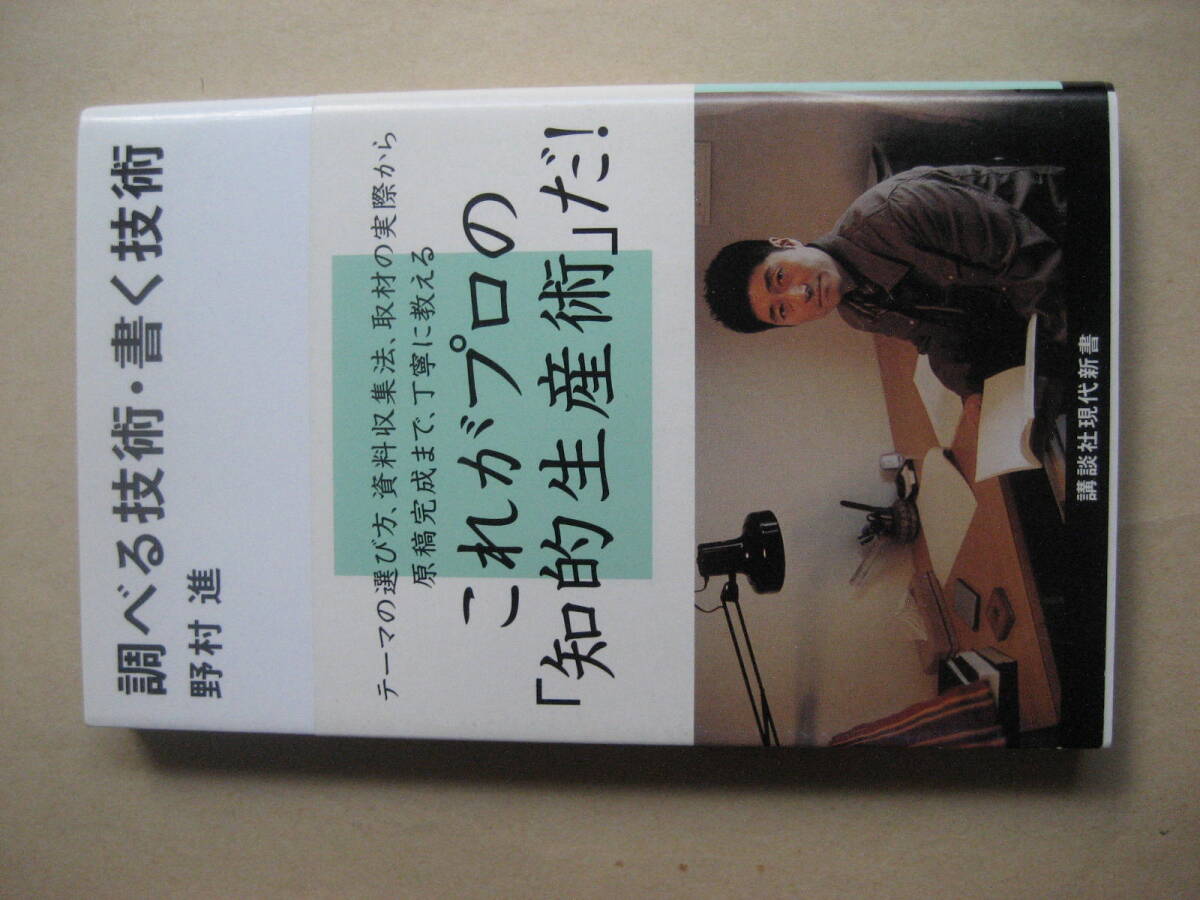 調べる技術・書く技術
野村 進
テーマの選び方、資料収集法、取材の実際から
原稿完成まで、丁寧に教える
これがプロの
「知的生産術」だ!
講談社現代新書